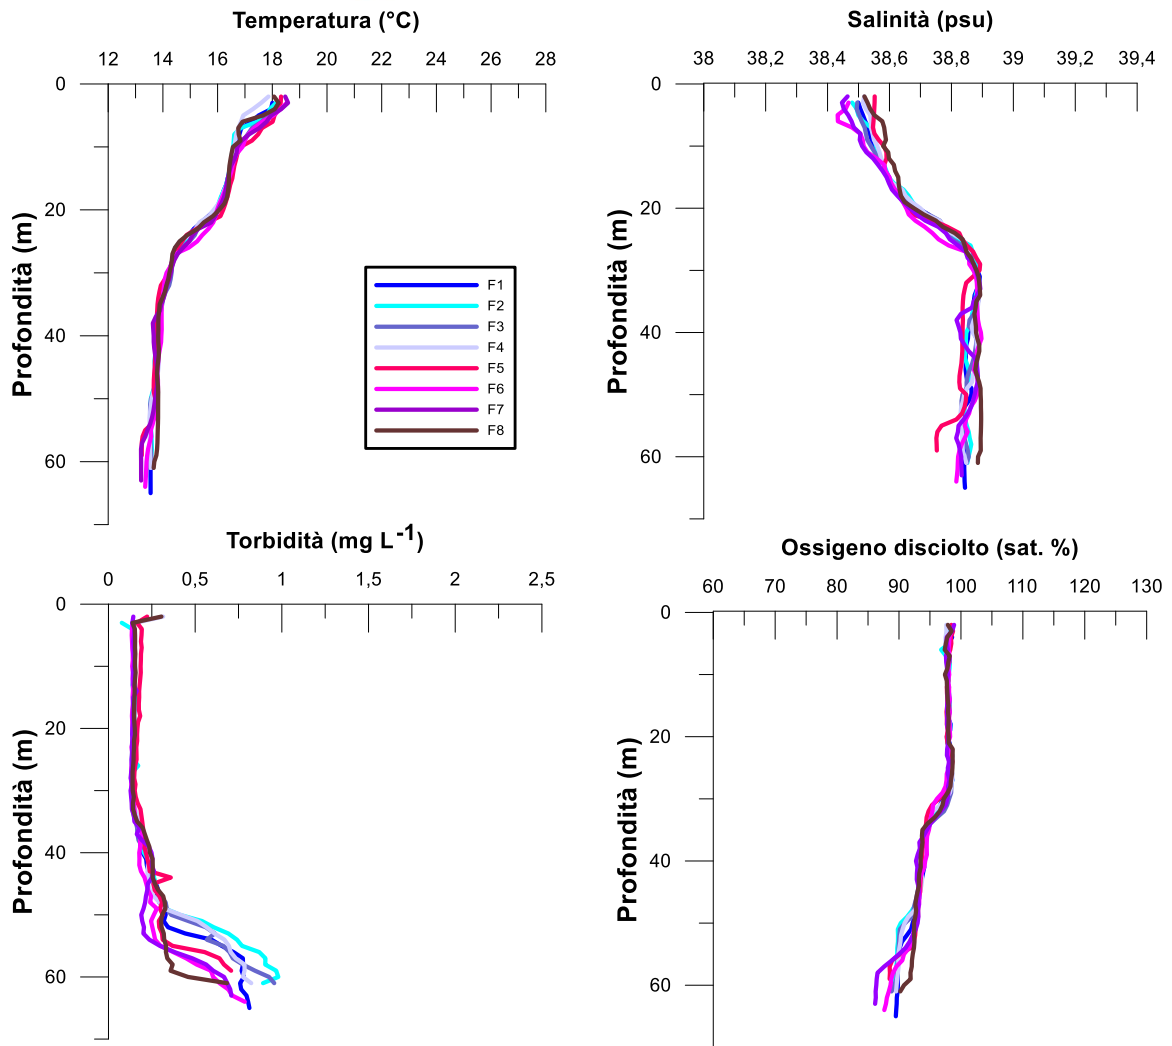 Temperatura (°C)
12 14 16 18 20 22 24 26 28
0
20
40
60
Profondità (m)
F1
F2
F3
F4
F5
F6
F7
F8
Salinità (psu)
38 38,2 38,4 38,6 38,8 39 39,2 39,4
0
20
40
60
Profondità (m)
Torbidità (mg L-1)
0 0,5 1 1,5 2 2,5
0
20
40
60
Profondità (m)
Ossigeno disciolto (sat. %)
60 70 80 90 100 110 120 130
0
20
40
60
Profondità (m)